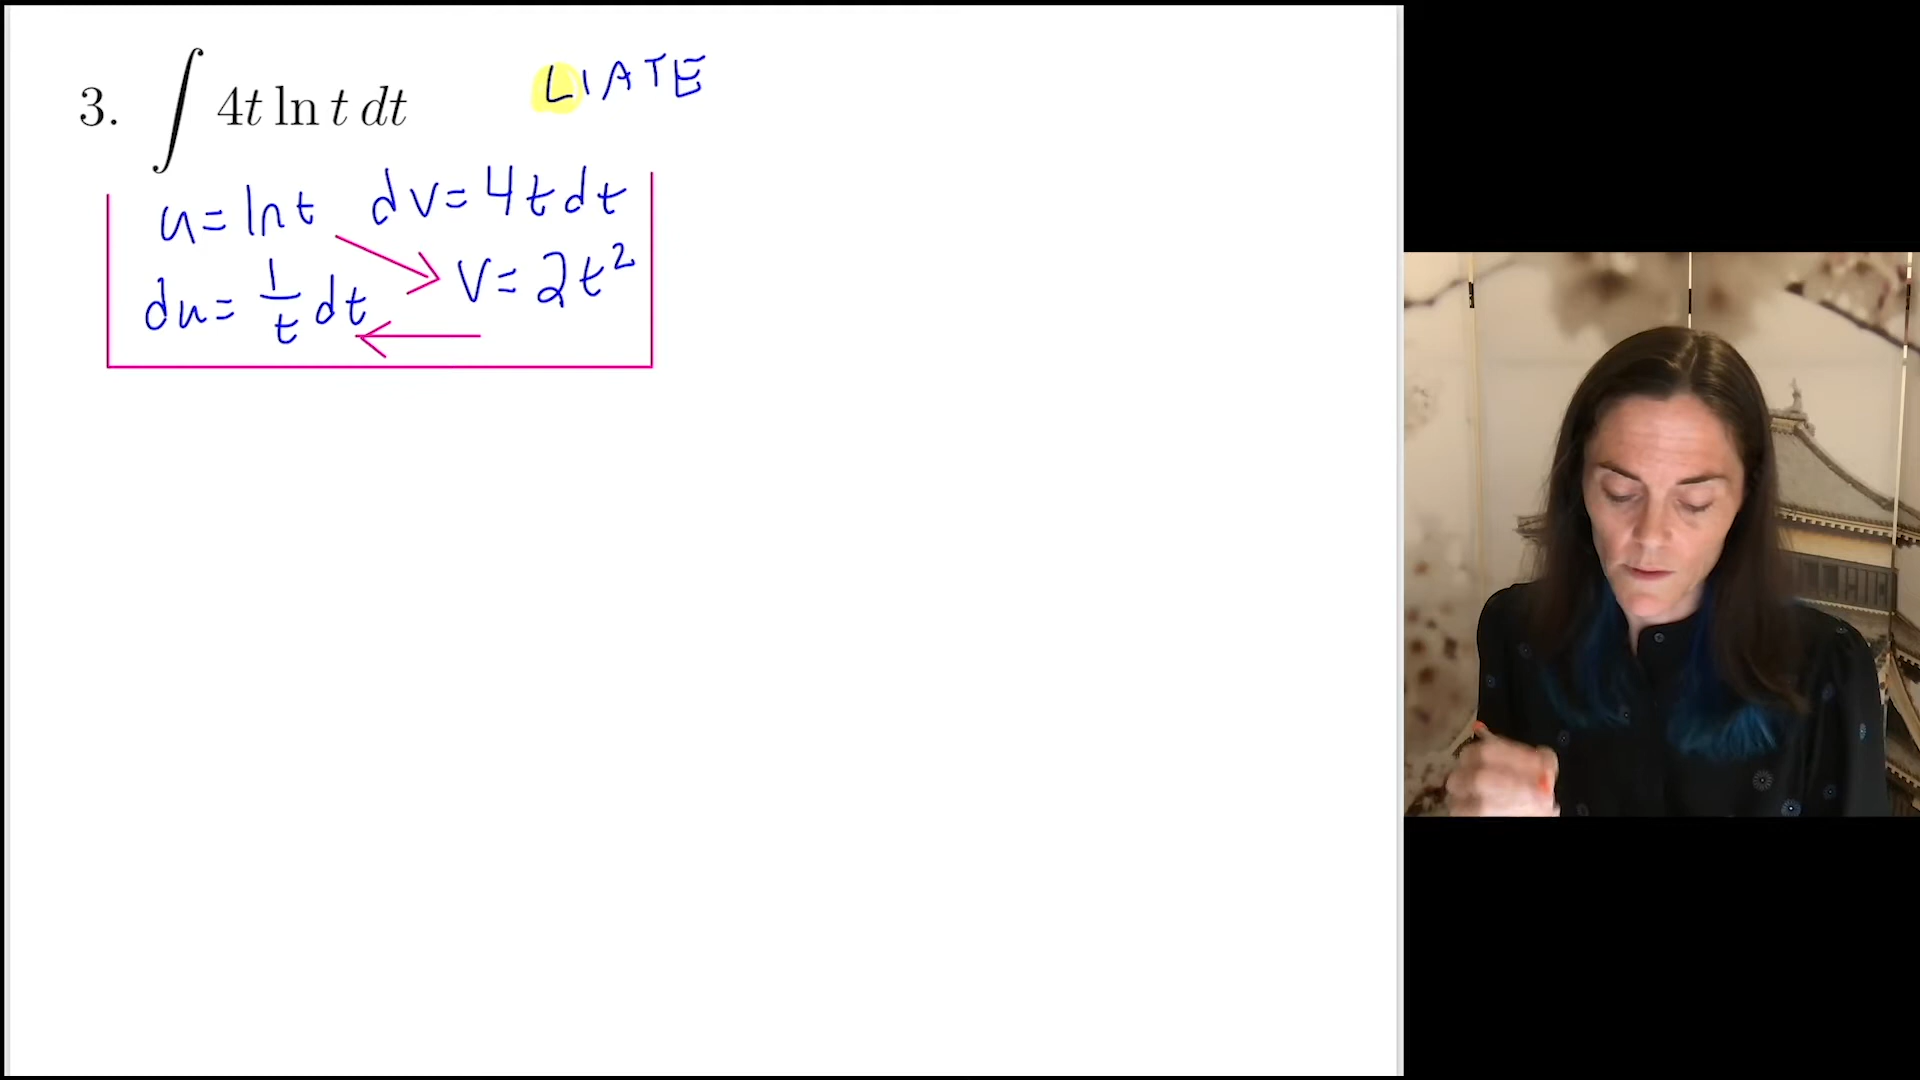 3. ∫ 4t ln t dt
LIATE
u = ln t dv = 4t dt
du = 1/t dt v = 2t²